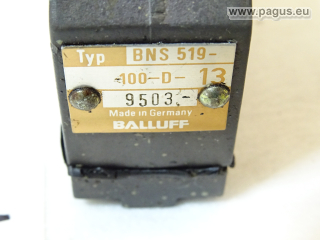 www.pagus.eu
Typ BNS 519-
100-D- 13
9503.-
Made in Germany
BALLUFF